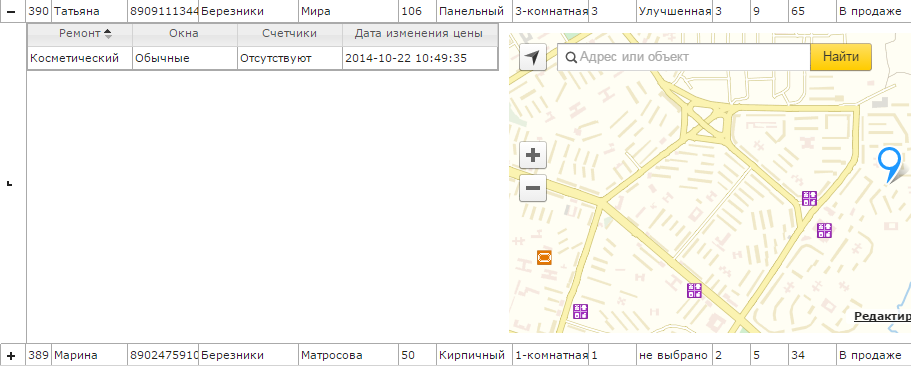 390 Татьяна 8909111344 Березники Мира 106 Панельный 3-комнатная 3 Улучшенная 3 9 65 В продаже
Ремонт Окна Счетчики Дата изменения цены
Косметический Обычные Отсутствуют 2014-10-22 10:49:35
Адрес или объект Найти
Редактир
389 Марина 8902475910 Березники Матросова 50 Кирпичный 1-комнатная 1 не выбрано 2 5 34 В продаже